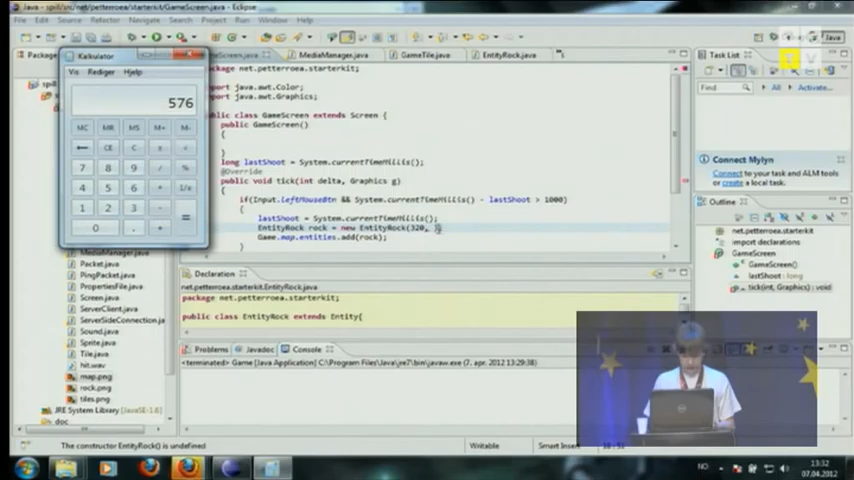 Java - spill/src/net/petterroea/starterkit/GameScreen.java - Eclipse
File Edit Source Refactor Navigate Search Project Run Window Help
Java
Kalkulator
Vis Rediger Hjelp
576
MC MR MS M+ M-
CE C
7 8 9 / %
4 5 6 * 1/x
1 2 3 - =
0 , +
GameScreen.java MediaManager.java GameTile.java EntityRock.java
package net.petterroea.starterkit;
import java.awt.Color;
import java.awt.Graphics;
public class GameScreen extends Screen {
public GameScreen()
{
}
long lastShoot = System.currentTimeMillis();
@Override
public void tick(int delta, Graphics g)
{
if(Input.leftMouseBtn && System.currentTimeMillis() - lastShoot > 1000)
{
lastShoot = System.currentTimeMillis();
EntityRock rock = new EntityRock(320, );
Game.map.entities.add(rock);
}
Task List
Find All Activate...
Connect Mylyn
Connect to your task and ALM tools
or create a local task.
Outline
net.petterroea.starterkit
import declarations
GameScreen
GameScreen()
lastShoot : long
tick(int, Graphics) : void
MediaManager.java
Packet.java
PingPacket.java
PropertiesFile.java
Screen.java
ServerClient.java
ServerSideConnection.java
Sound.java
Sprite.java
Tile.java
hit.wav
map.png
rock.png
tiles.png
JRE System Library [JavaSE-1.6]
doc
Declaration
net.petterroea.starterkit.EntityRock.java
package net.petterroea.starterkit;
public class EntityRock extends Entity{
Problems Javadoc Console
<terminated> Game [Java Application] C:\Program Files\Java\jre7\bin\javaw.exe (7. apr. 2012 13:29:38)
The constructor EntityRock() is undefined
Writable
Smart Insert
NO
13:32
07.04.2012